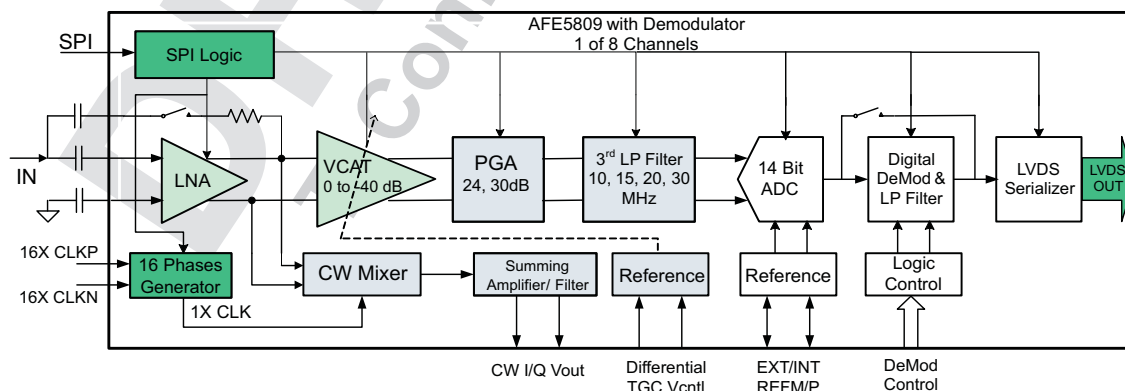 AFE5809 with Demodulator
1 of 8 Channels
SPI
SPI Logic
IN
LNA
VCAT
0 to -40 dB
PGA
24, 30dB
3rd LP Filter
10, 15, 20, 30
MHz
14 Bit
ADC
Digital
DeMod &
LP Filter
LVDS
Serializer
LVDS
OUT
16X CLKP
16X CLKN
16 Phases
Generator
1X CLK
CW Mixer
Summing
Amplifier/ Filter
Reference
Reference
Logic
Control
CW I/Q Vout
Differential
TGC Vcntl
EXT/INT
REFM/P
DeMod
Control